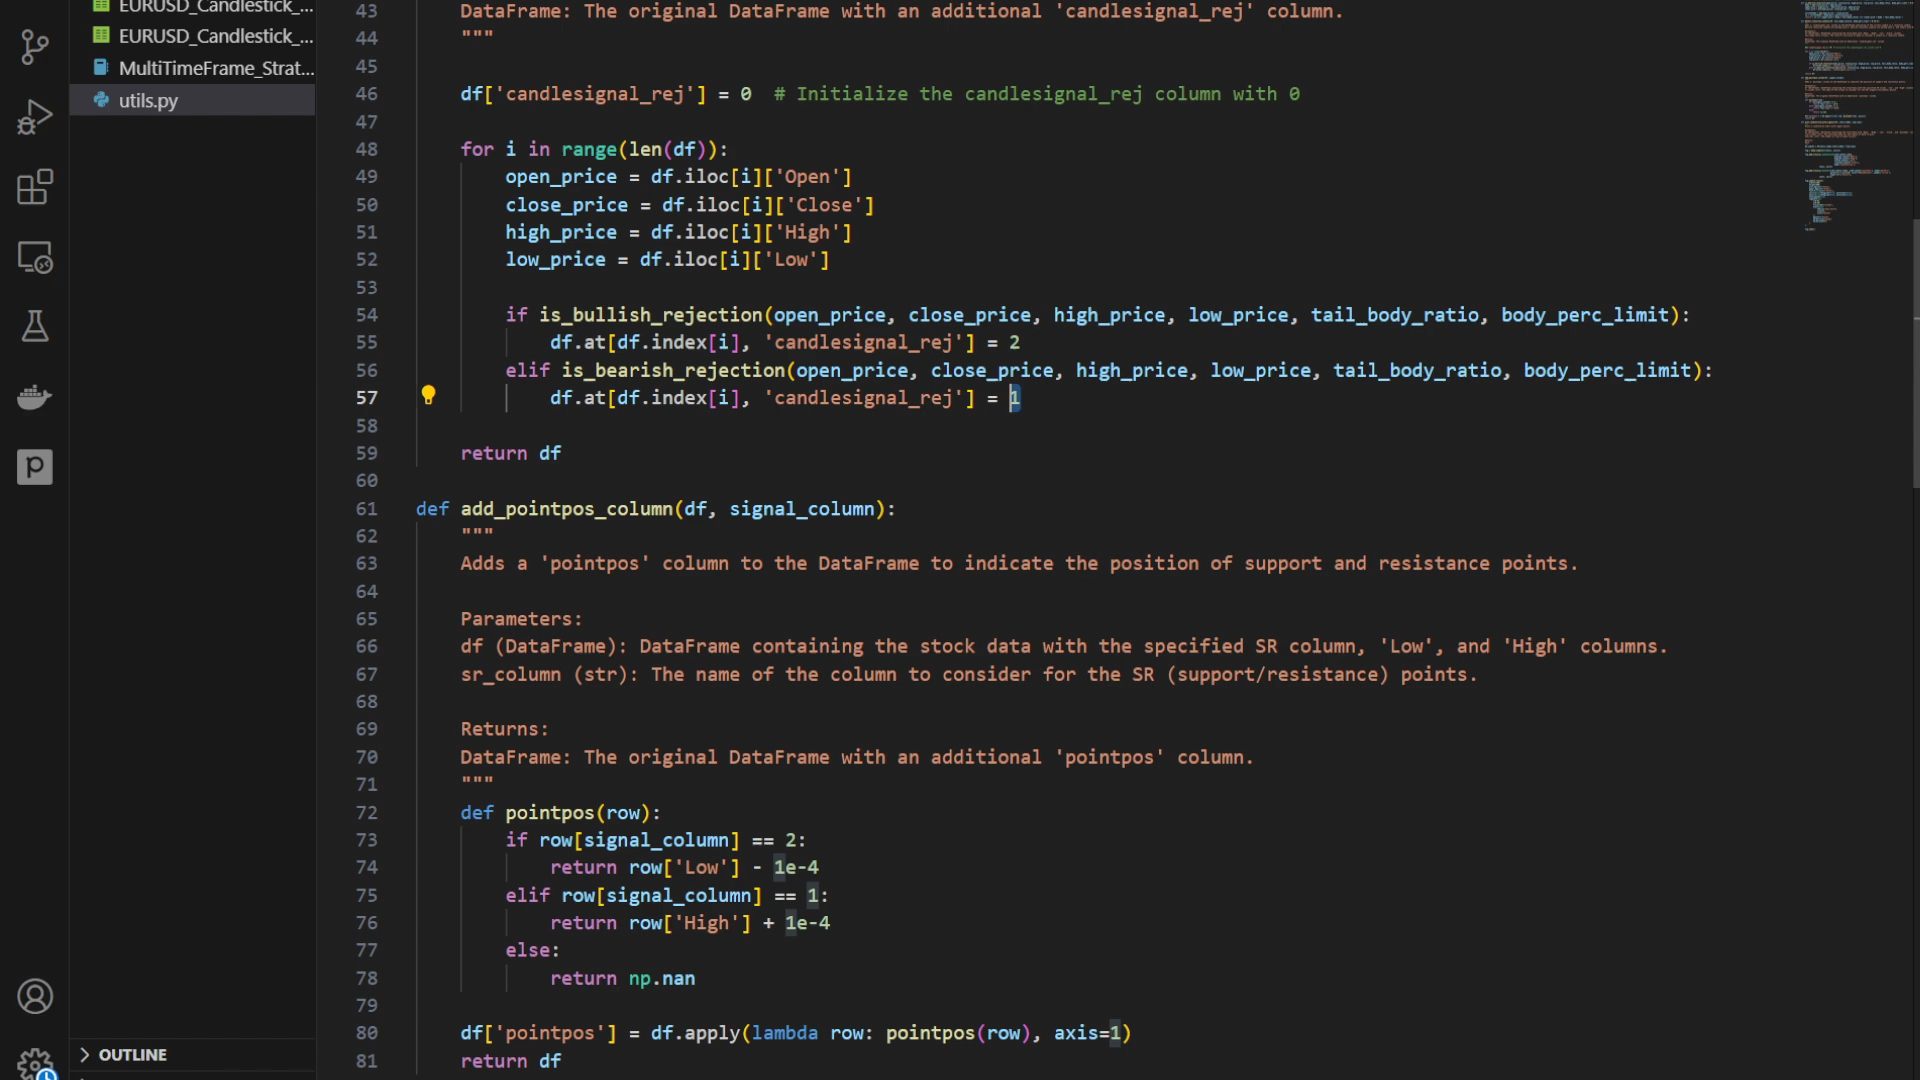 EURUSD_Candlestick_...
EURUSD_Candlestick_...
MultiTimeFrame_Strat...
utils.py
OUTLINE
43 DataFrame: The original DataFrame with an additional 'candlesignal_rej' column.
44 """
45
46 df['candlesignal_rej'] = 0  # Initialize the candlesignal_rej column with 0
47
48 for i in range(len(df)):
49 open_price = df.iloc[i]['Open']
50 close_price = df.iloc[i]['Close']
51 high_price = df.iloc[i]['High']
52 low_price = df.iloc[i]['Low']
53
54 if is_bullish_rejection(open_price, close_price, high_price, low_price, tail_body_ratio, body_perc_limit):
55 df.at[df.index[i], 'candlesignal_rej'] = 2
56 elif is_bearish_rejection(open_price, close_price, high_price, low_price, tail_body_ratio, body_perc_limit):
57 df.at[df.index[i], 'candlesignal_rej'] = 1
58
59 return df
60
61 def add_pointpos_column(df, signal_column):
62 """
63 Adds a 'pointpos' column to the DataFrame to indicate the position of support and resistance points.
64
65 Parameters:
66 df (DataFrame): DataFrame containing the stock data with the specified SR column, 'Low', and 'High' columns.
67 sr_column (str): The name of the column to consider for the SR (support/resistance) points.
68
69 Returns:
70 DataFrame: The original DataFrame with an additional 'pointpos' column.
71 """
72 def pointpos(row):
73 if row[signal_column] == 2:
74 return row['Low'] - 1e-4
75 elif row[signal_column] == 1:
76 return row['High'] + 1e-4
77 else:
78 return np.nan
79
80 df['pointpos'] = df.apply(lambda row: pointpos(row), axis=1)
81 return df